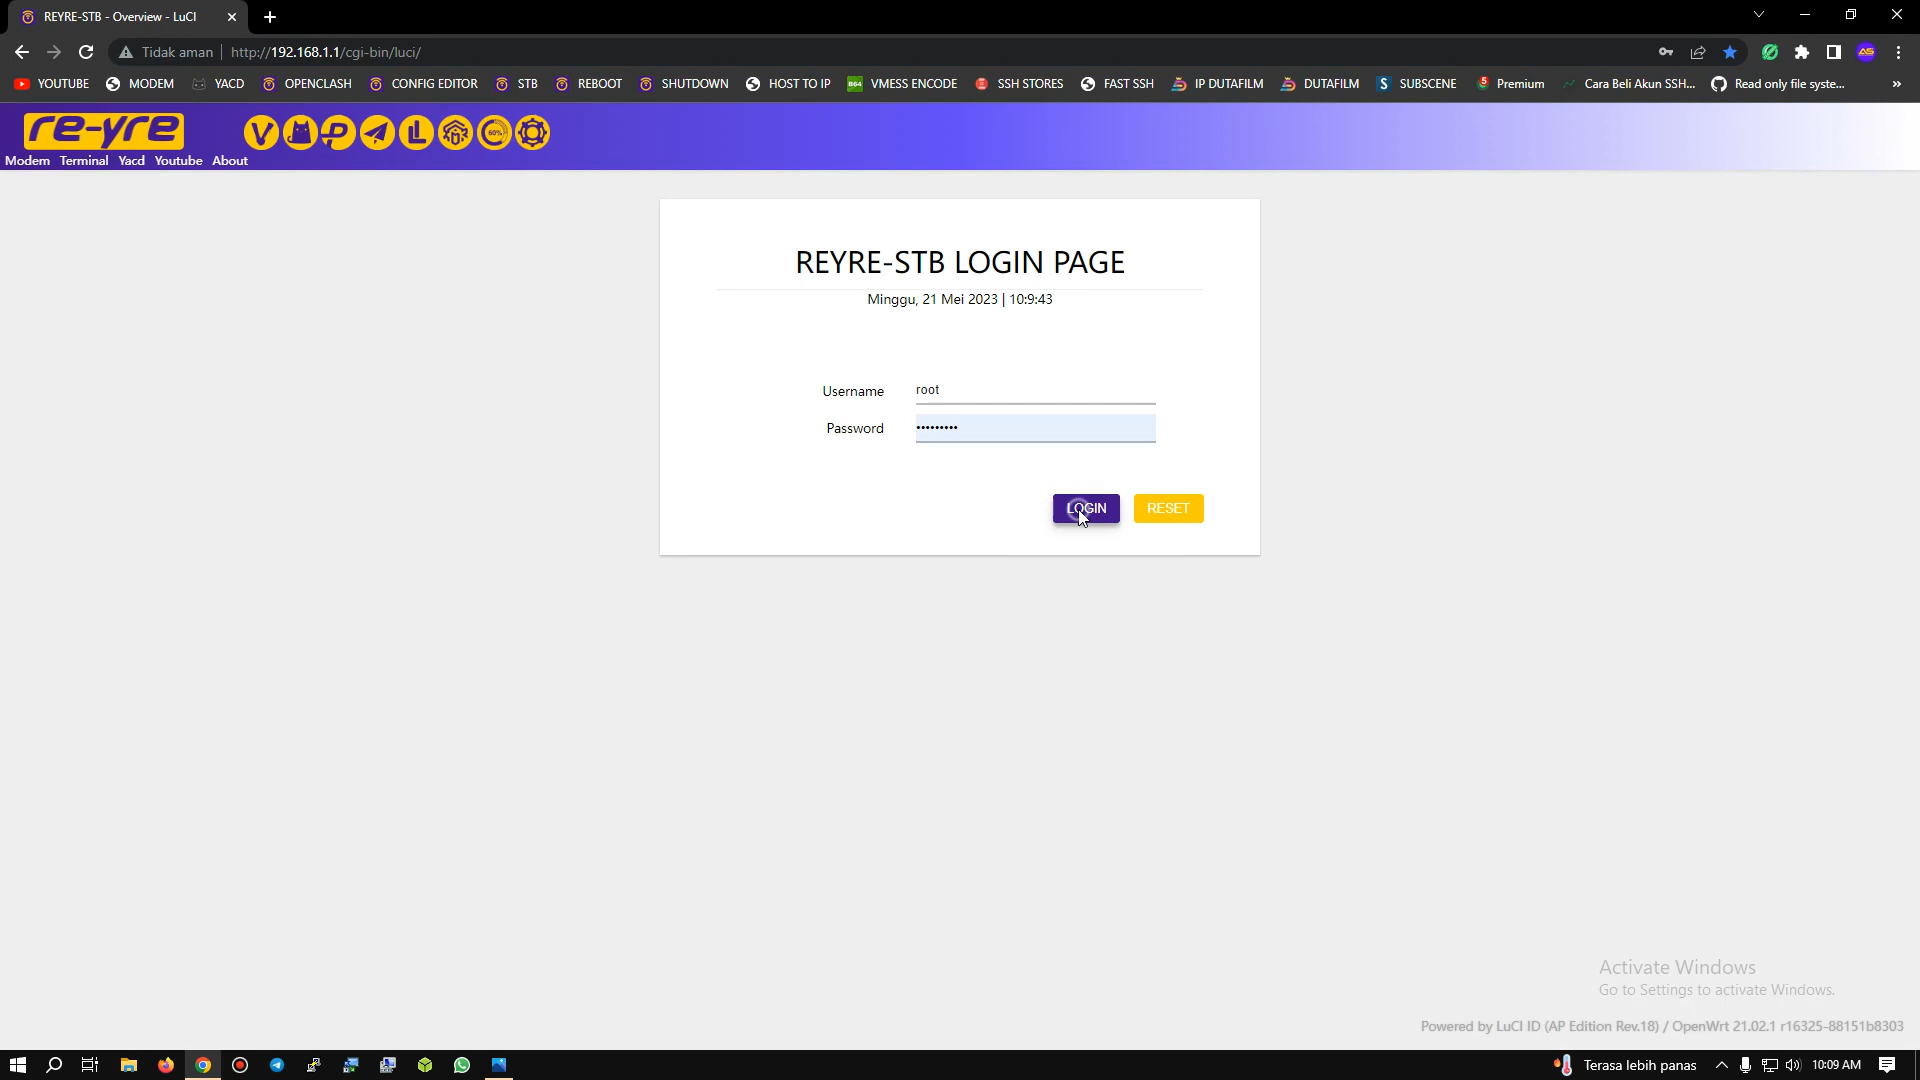 REYRE-STB - Overview - LuCI
Tidak aman | http://192.168.1.1/cgi-bin/luci/
AS
YOUTUBE MODEM YACD OPENCLASH CONFIG EDITOR STB REBOOT SHUTDOWN HOST TO IP B64 VMESS ENCODE SSH STORES FAST SSH IP DUTAFILM DUTAFILM S SUBSCENE Premium Cara Beli Akun SSH... Read only file syste... »
re-yre
60%
Modem Terminal Yacd Youtube About
REYRE-STB LOGIN PAGE
Minggu, 21 Mei 2023 | 10:9:43
Username root
Password •••••••••
LOGIN RESET
Activate Windows
Go to Settings to activate Windows.
Powered by LuCI ID (AP Edition Rev.18) / OpenWrt 21.02.1 r16325-88151b8303
Terasa lebih panas 10:09 AM